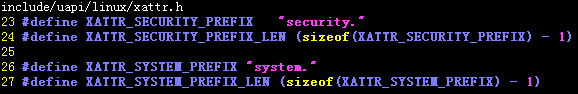 include/uapi/linux/xattr.h
23 #define XATTR_SECURITY_PREFIX "security."
24 #define XATTR_SECURITY_PREFIX_LEN (sizeof(XATTR_SECURITY_PREFIX) - 1)
25
26 #define XATTR_SYSTEM_PREFIX "system."
27 #define XATTR_SYSTEM_PREFIX_LEN (sizeof(XATTR_SYSTEM_PREFIX) - 1)